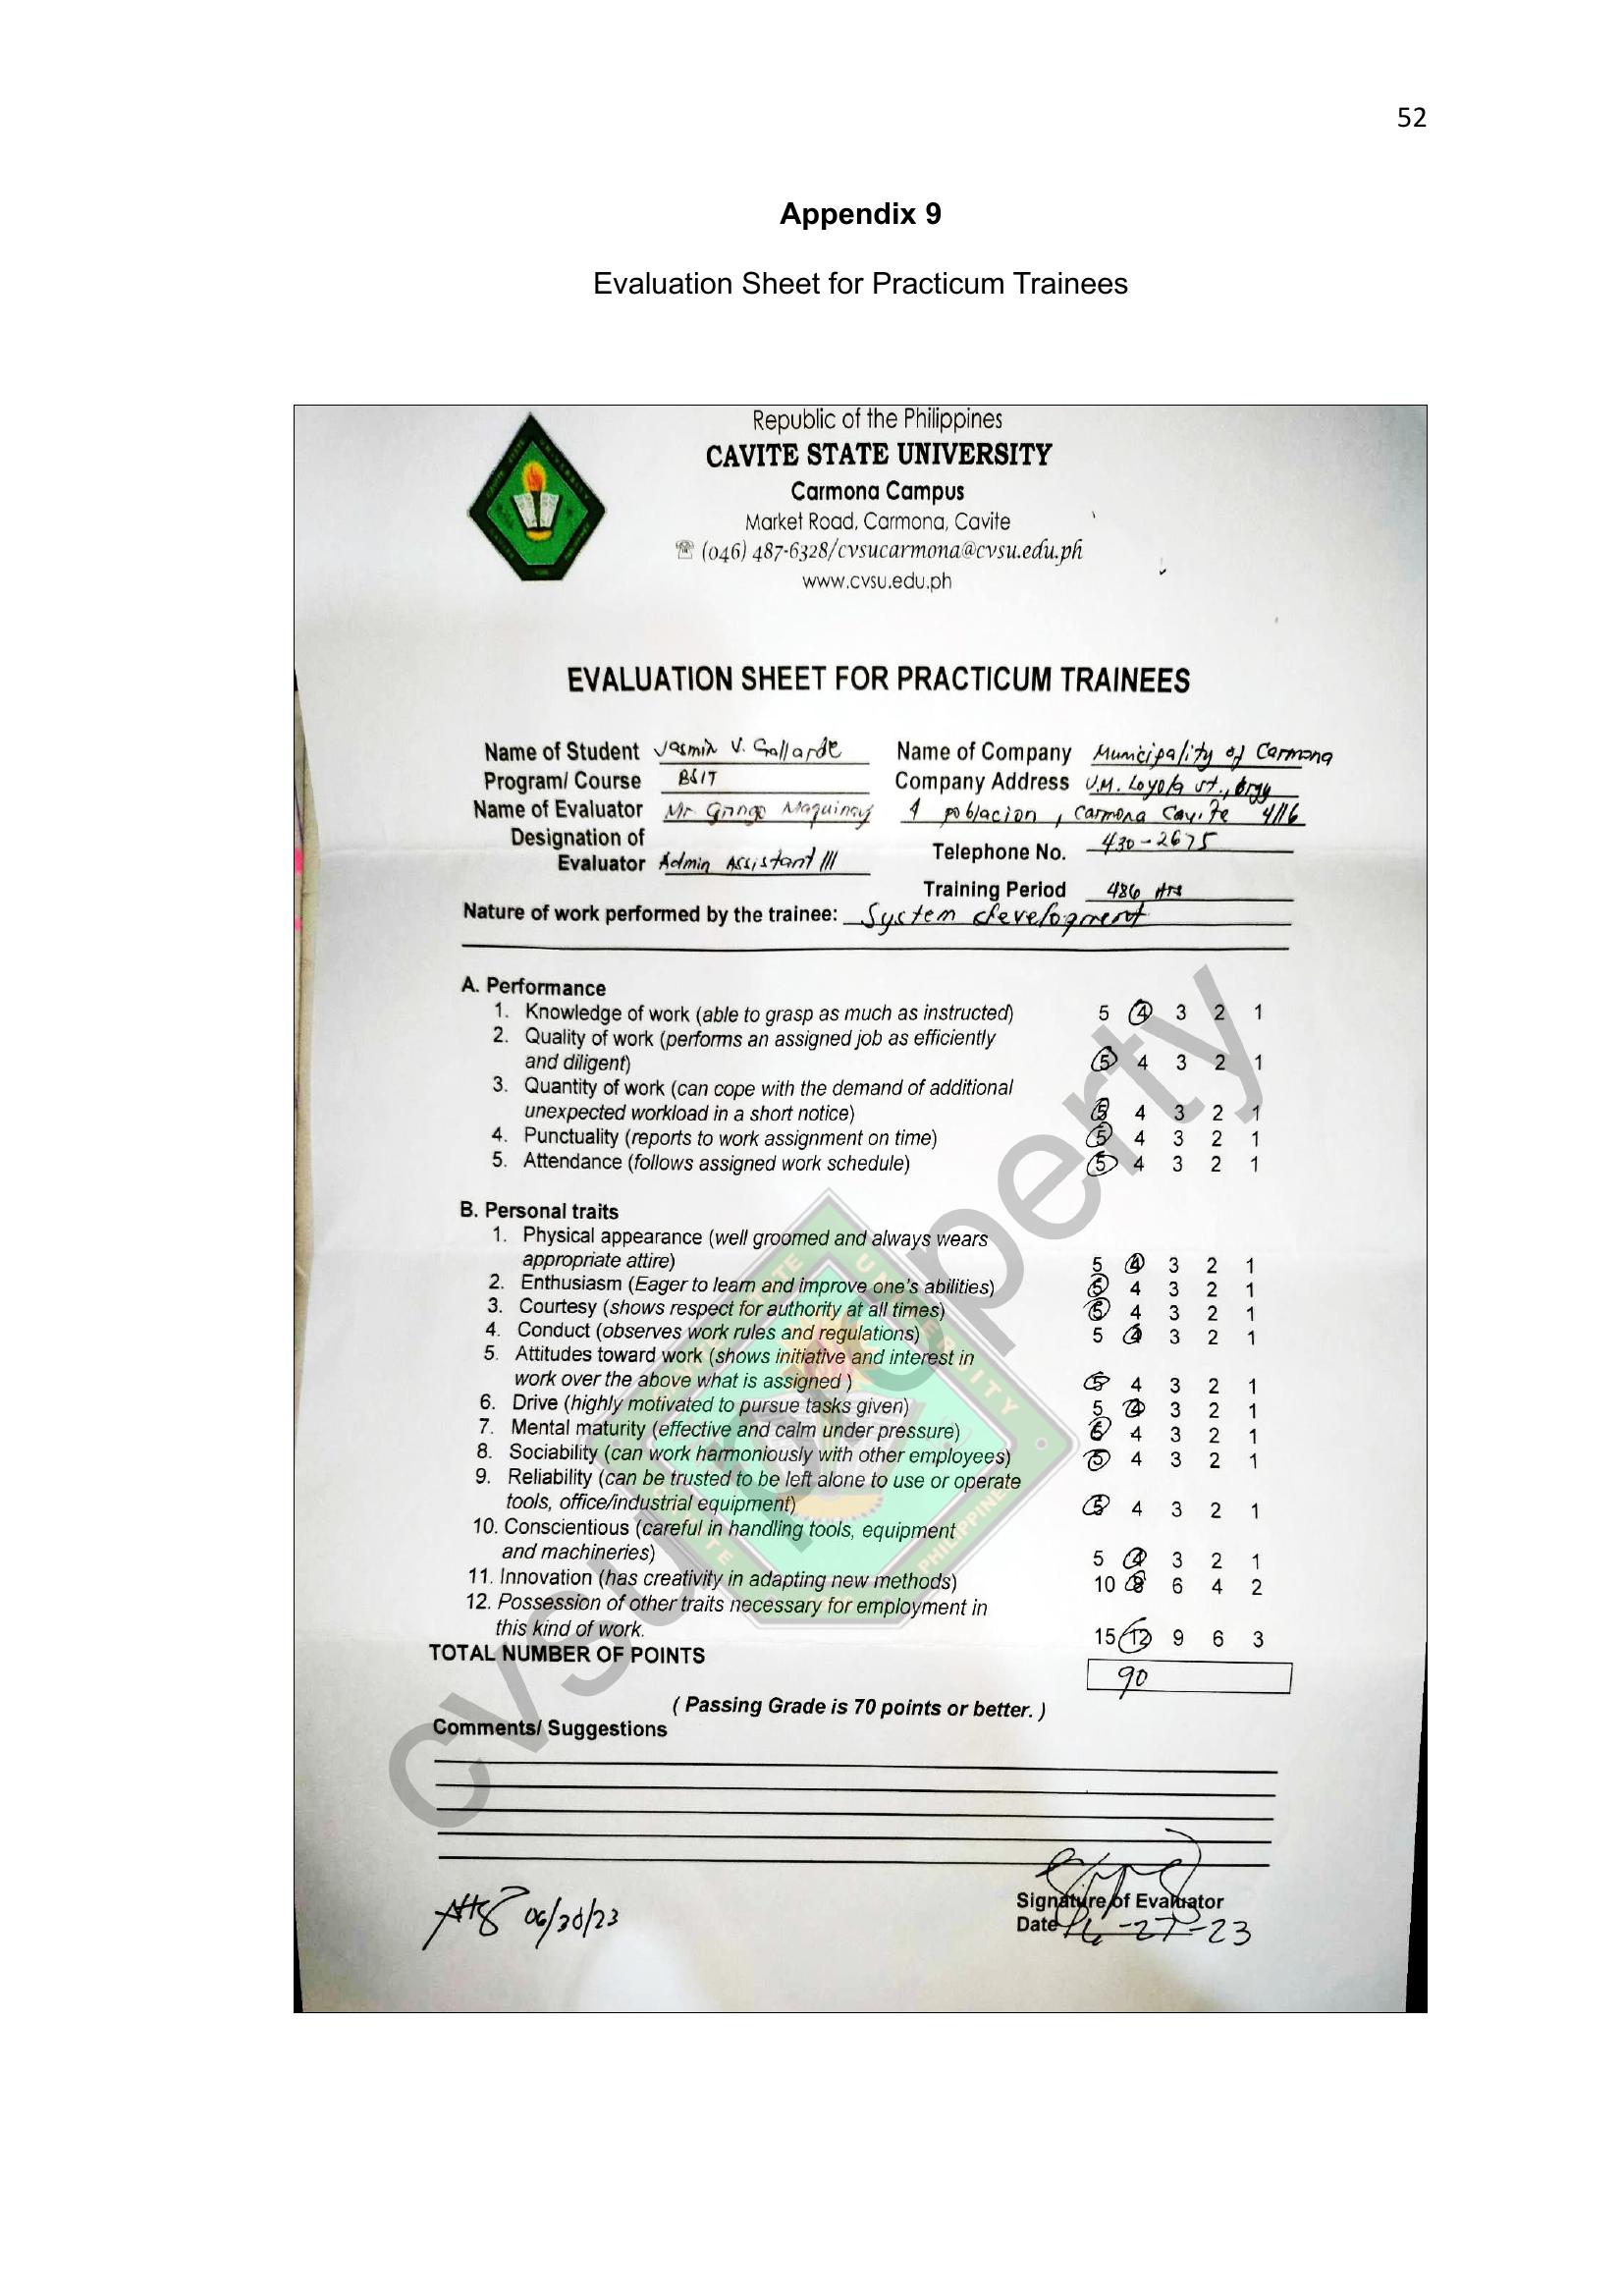 52
Appendix 9
Evaluation Sheet for Practicum Trainees
Republic of the Philippines
CAVITE STATE UNIVERSITY
Carmona Campus
Market Road, Carmona, Cavite
☏ (046) 487-6328/cvsucarmona@cvsu.edu.ph
www.cvsu.edu.ph
EVALUATION SHEET FOR PRACTICUM TRAINEES
Name of Student Jasmin V. Gallarde Name of Company Municipality of Carmona
Program/ Course BSIT Company Address J.M. Loyola st., Brgy
Name of Evaluator Mr Gringo Maquinay 4 poblacion, Carmona Cavite 4116
Designation of
Evaluator Admin Assistant III Telephone No. 430-2675
Training Period 486 Hrs
Nature of work performed by the trainee: System development
A. Performance
1. Knowledge of work (able to grasp as much as instructed) 5 4 3 2 1
2. Quality of work (performs an assigned job as efficiently
and diligent) 5 4 3 2 1
3. Quantity of work (can cope with the demand of additional
unexpected workload in a short notice) 5 4 3 2 1
4. Punctuality (reports to work assignment on time) 5 4 3 2 1
5. Attendance (follows assigned work schedule) 5 4 3 2 1
B. Personal traits
1. Physical appearance (well groomed and always wears
appropriate attire) 5 4 3 2 1
2. Enthusiasm (Eager to learn and improve one's abilities) 5 4 3 2 1
3. Courtesy (shows respect for authority at all times) 5 4 3 2 1
4. Conduct (observes work rules and regulations) 5 4 3 2 1
5. Attitudes toward work (shows initiative and interest in
work over the above what is assigned ) 5 4 3 2 1
6. Drive (highly motivated to pursue tasks given) 5 4 3 2 1
7. Mental maturity (effective and calm under pressure) 5 4 3 2 1
8. Sociability (can work harmoniously with other employees) 5 4 3 2 1
9. Reliability (can be trusted to be left alone to use or operate
tools, office/industrial equipment) 5 4 3 2 1
10. Conscientious (careful in handling tools, equipment
and machineries) 5 4 3 2 1
11. Innovation (has creativity in adapting new methods) 10 8 6 4 2
12. Possession of other traits necessary for employment in
this kind of work. 15 12 9 6 3
TOTAL NUMBER OF POINTS 90
( Passing Grade is 70 points or better. )
Comments/ Suggestions
Signature of Evaluator
06/30/23 Date 6-27-23
cvsu property
CAVITE STATE UNIVERSITY
CAVITE PHILIPPINES